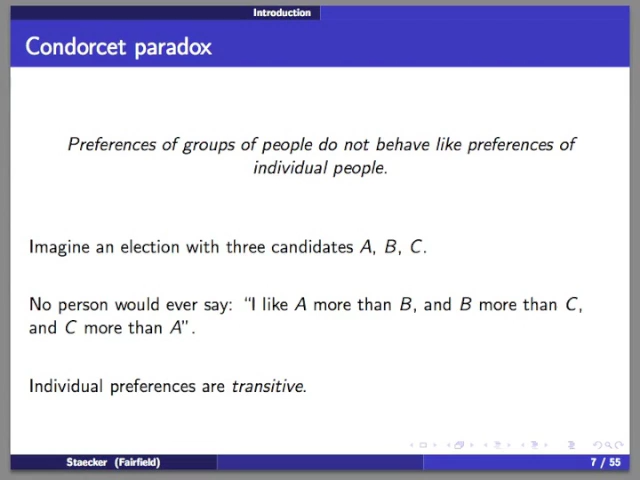 Introduction
Condorcet paradox
Preferences of groups of people do not behave like preferences of
individual people.
Imagine an election with three candidates A, B, C.
No person would ever say: “I like A more than B, and B more than C,
and C more than A”.
Individual preferences are transitive.
Staecker (Fairfield)
7 / 55